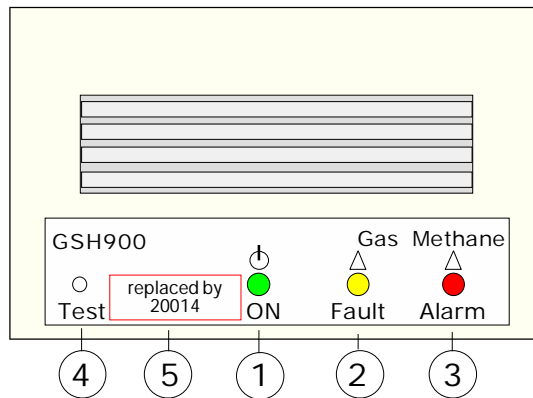 GSH900
Gas Methane
replaced by
20014
Test ON Fault Alarm
4 5 1 2 3